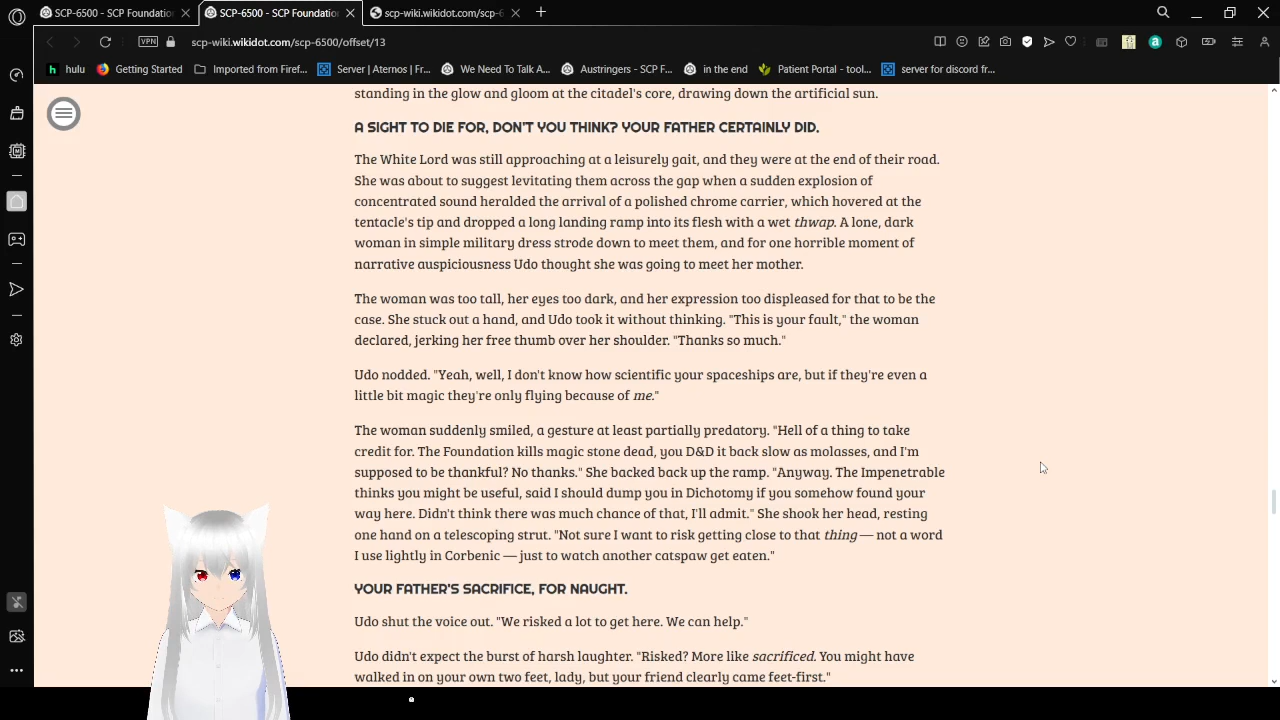 SCP-6500 - SCP Foundation
SCP-6500 - SCP Foundation
scp-wiki.wikidot.com/scp-6
VPN
scp-wiki.wikidot.com/scp-6500/offset/13
hulu
Getting Started
Imported from Firef...
Server | Aternos | Fr...
We Need To Talk A...
Austringers - SCP F...
in the end
Patient Portal - tool...
server for discord fr...
standing in the glow and gloom at the citadel's core, drawing down the artificial sun.
A SIGHT TO DIE FOR, DON'T YOU THINK? YOUR FATHER CERTAINLY DID.
The White Lord was still approaching at a leisurely gait, and they were at the end of their road.
She was about to suggest levitating them across the gap when a sudden explosion of
concentrated sound heralded the arrival of a polished chrome carrier, which hovered at the
tentacle's tip and dropped a long landing ramp into its flesh with a wet thwap. A lone, dark
woman in simple military dress strode down to meet them, and for one horrible moment of
narrative auspiciousness Udo thought she was going to meet her mother.
The woman was too tall, her eyes too dark, and her expression too displeased for that to be the
case. She stuck out a hand, and Udo took it without thinking. "This is your fault," the woman
declared, jerking her free thumb over her shoulder. "Thanks so much."
Udo nodded. "Yeah, well, I don't know how scientific your spaceships are, but if they're even a
little bit magic they're only flying because of me."
The woman suddenly smiled, a gesture at least partially predatory. "Hell of a thing to take
credit for. The Foundation kills magic stone dead, you D&D it back slow as molasses, and I'm
supposed to be thankful? No thanks." She backed back up the ramp. "Anyway. The Impenetrable
thinks you might be useful, said I should dump you in Dichotomy if you somehow found your
way here. Didn't think there was much chance of that, I'll admit." She shook her head, resting
one hand on a telescoping strut. "Not sure I want to risk getting close to that thing — not a word
I use lightly in Corbenic — just to watch another catspaw get eaten."
YOUR FATHER'S SACRIFICE, FOR NAUGHT.
Udo shut the voice out. "We risked a lot to get here. We can help."
Udo didn't expect the burst of harsh laughter. "Risked? More like sacrificed. You might have
walked in on your own two feet, lady, but your friend clearly came feet-first."